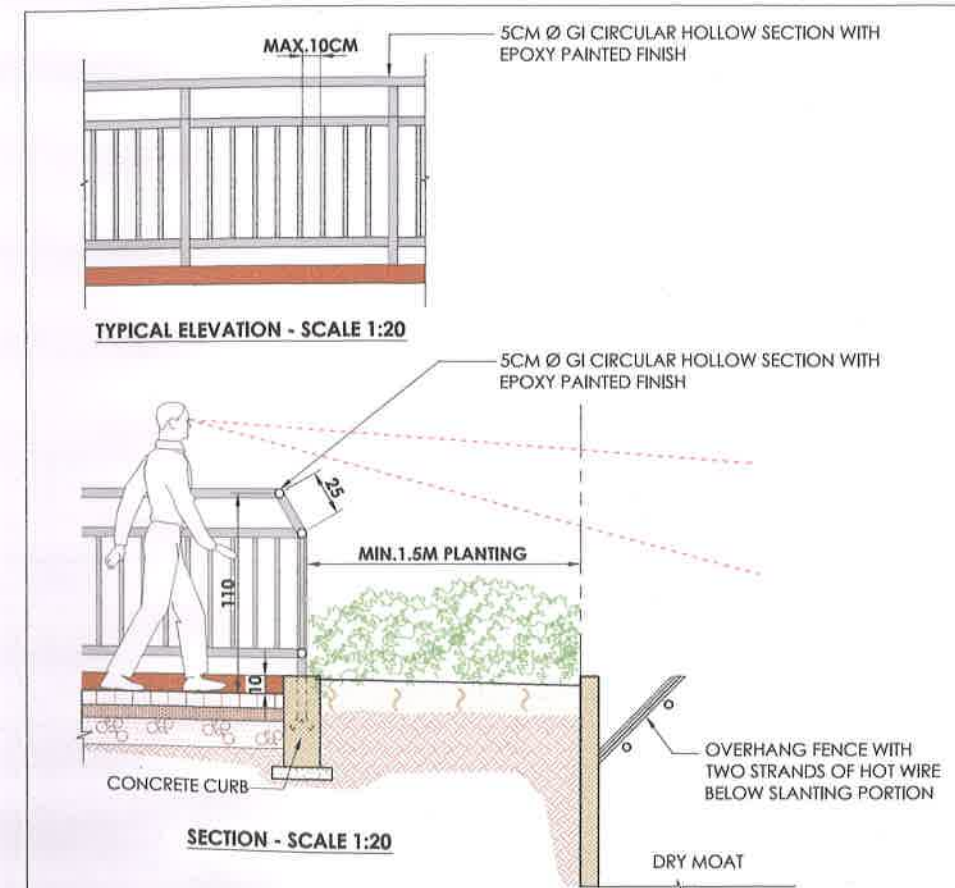 5CM Ø GI CIRCULAR HOLLOW SECTION WITH
EPOXY PAINTED FINISH
MAX.10CM
TYPICAL ELEVATION - SCALE 1:20
5CM Ø GI CIRCULAR HOLLOW SECTION WITH
EPOXY PAINTED FINISH
25
MIN.1.5M PLANTING
110
10
CONCRETE CURB
OVERHANG FENCE WITH
TWO STRANDS OF HOT WIRE
BELOW SLANTING PORTION
SECTION - SCALE 1:20
DRY MOAT